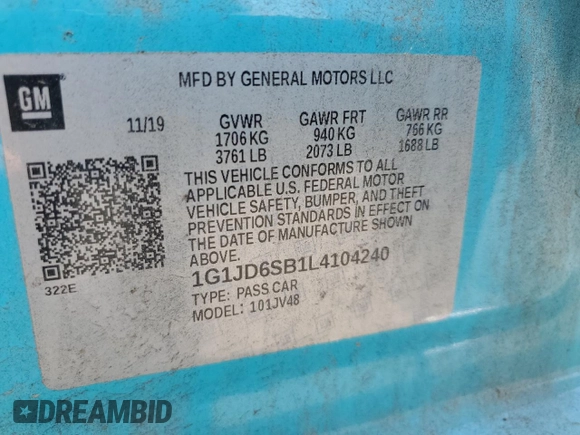 GM
MFD BY GENERAL MOTORS LLC
11/19
GVWR GAWR FRT GAWR RR
1706 KG 940 KG 766 KG
3761 LB 2073 LB 1688 LB
THIS VEHICLE CONFORMS TO ALL
APPLICABLE U.S. FEDERAL MOTOR
VEHICLE SAFETY, BUMPER, AND THEFT
PREVENTION STANDARDS IN EFFECT ON
THE DATE OF MANUFACTURE SHOWN
ABOVE.
322E
1G1JD6SB1L4104240
TYPE: PASS CAR
MODEL: 101JV48
DREAMBID